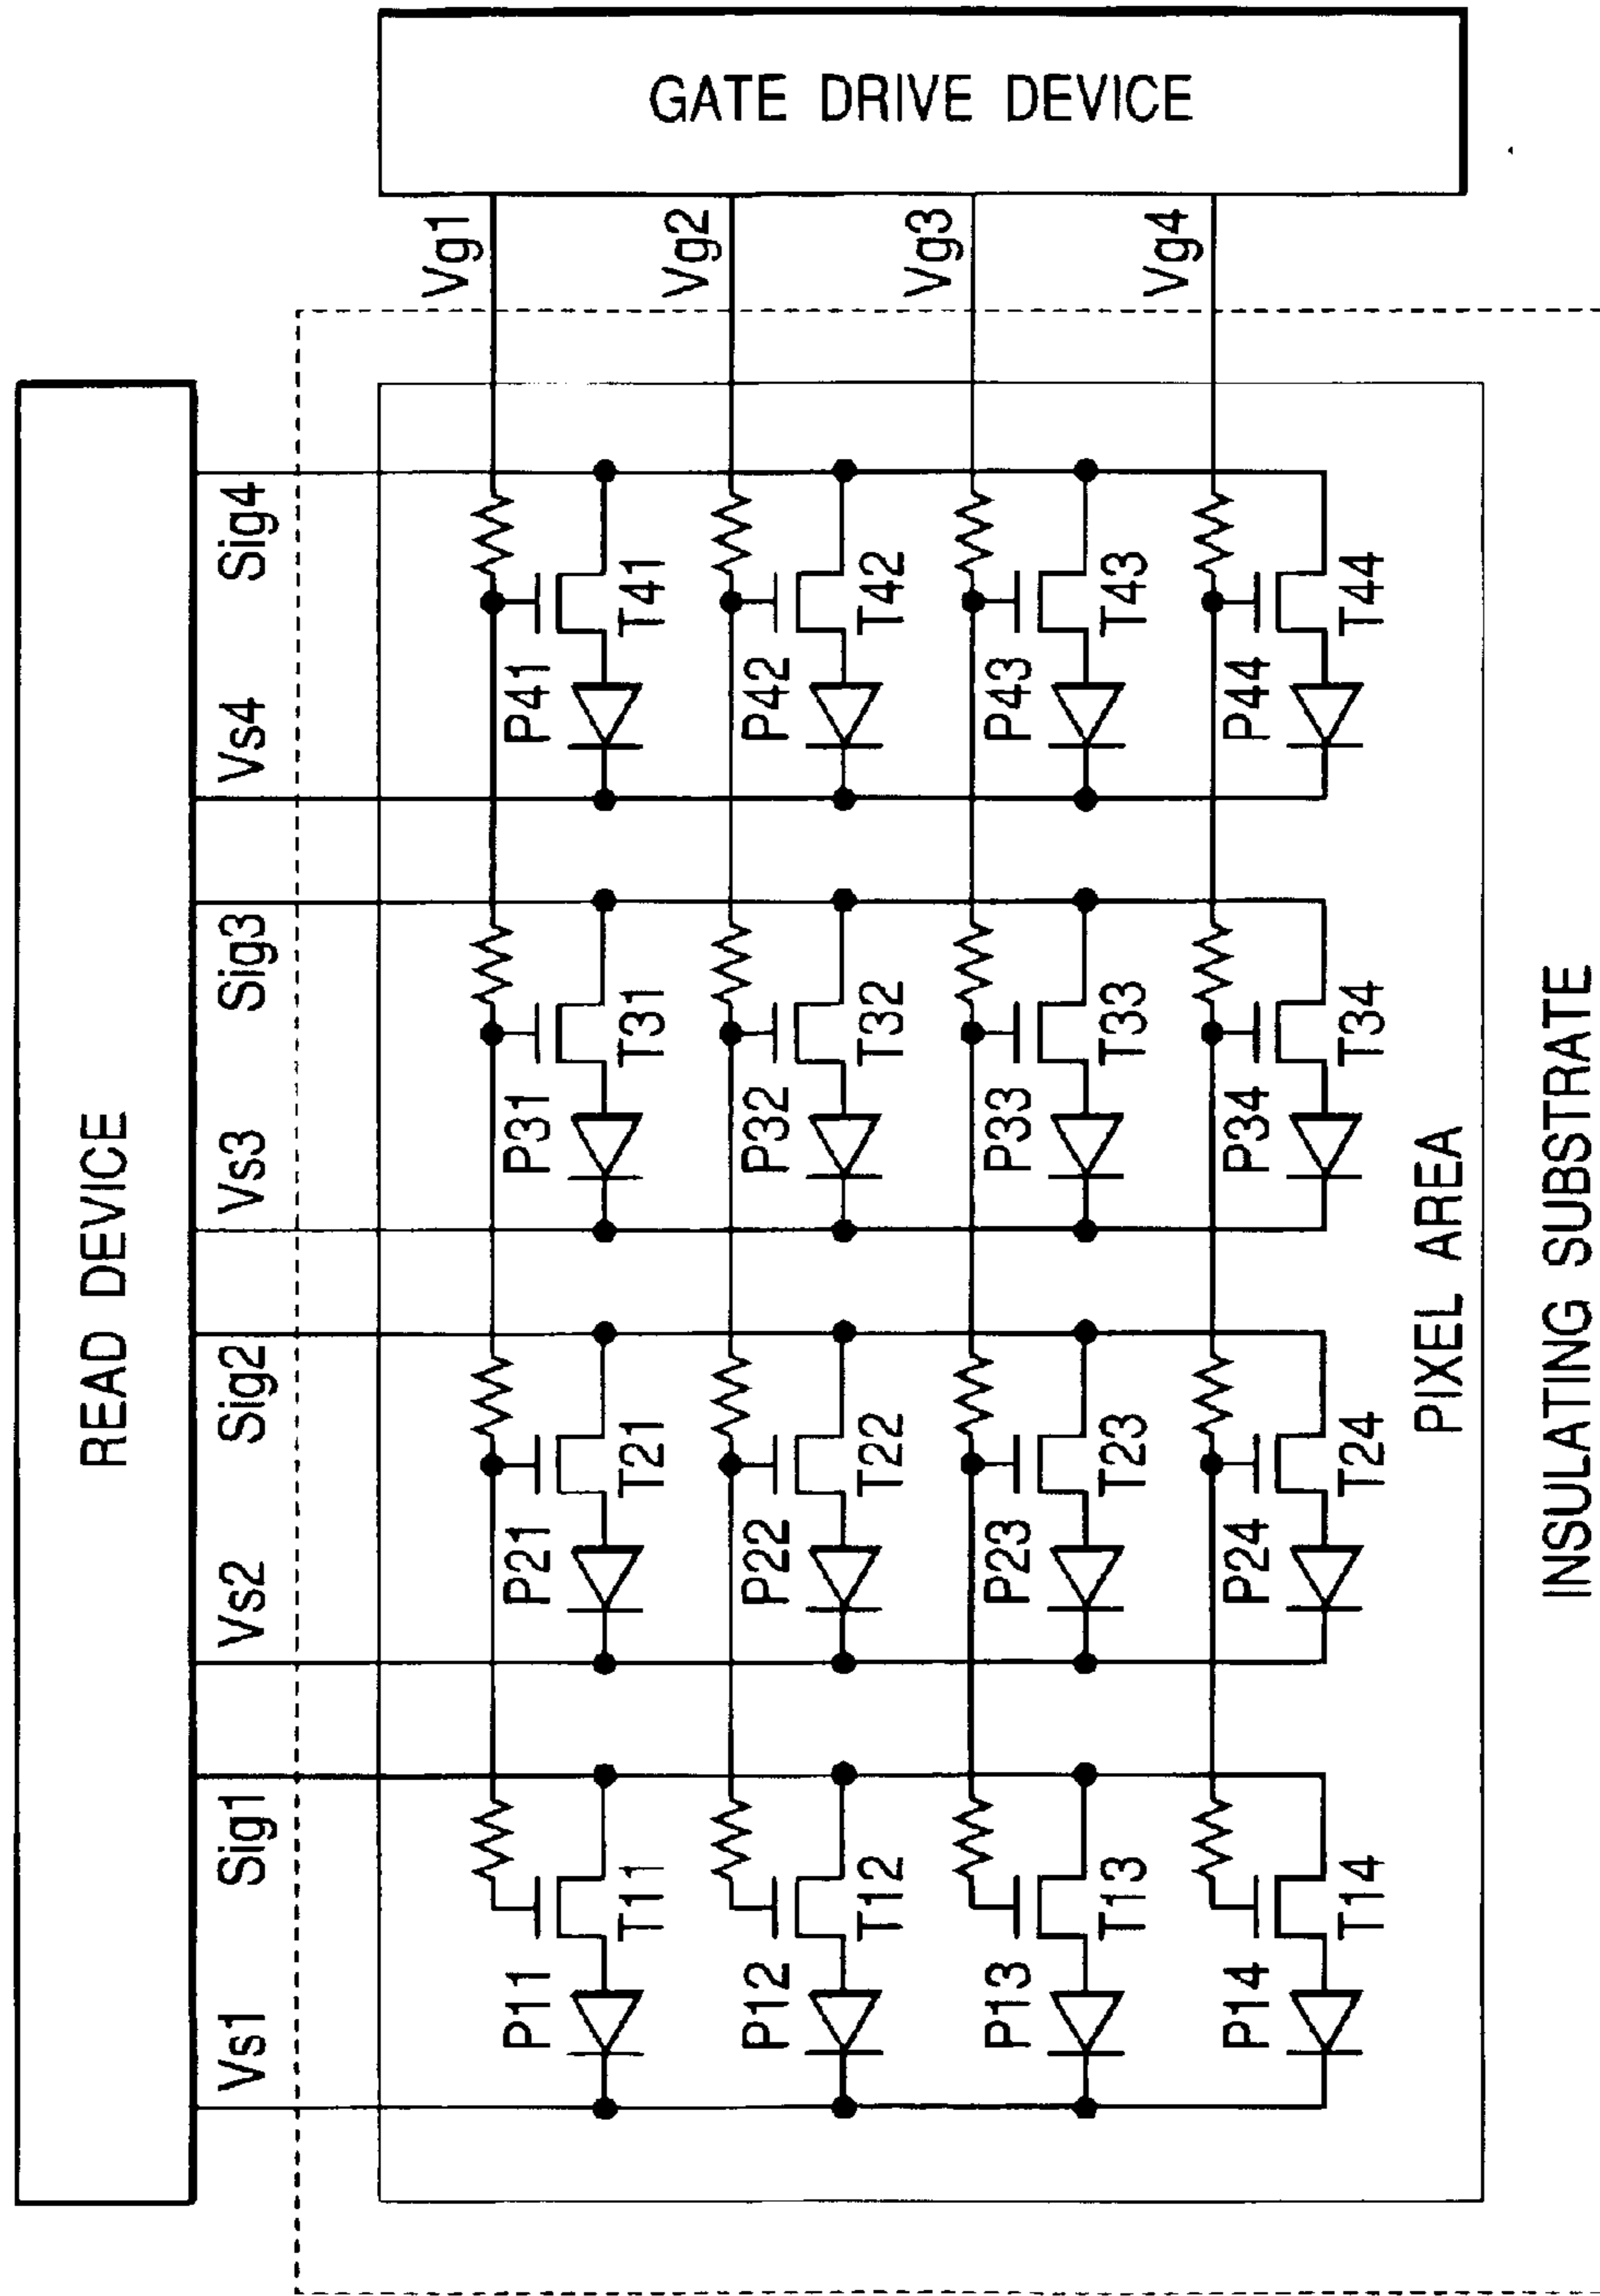 READ DEVICE
Vs1 Sig1 Vs2 Sig2 Vs3 Sig3 Vs4 Sig4
GATE DRIVE DEVICE
Vg1
P11 T11 P21 T21 P31 T31 P41 T41
Vg2
P12 T12 P22 T22 P32 T32 P42 T42
Vg3
P13 T13 P23 T23 P33 T33 P43 T43
Vg4
P14 T14 P24 T24 P34 T34 P44 T44
PIXEL AREA
INSULATING SUBSTRATE